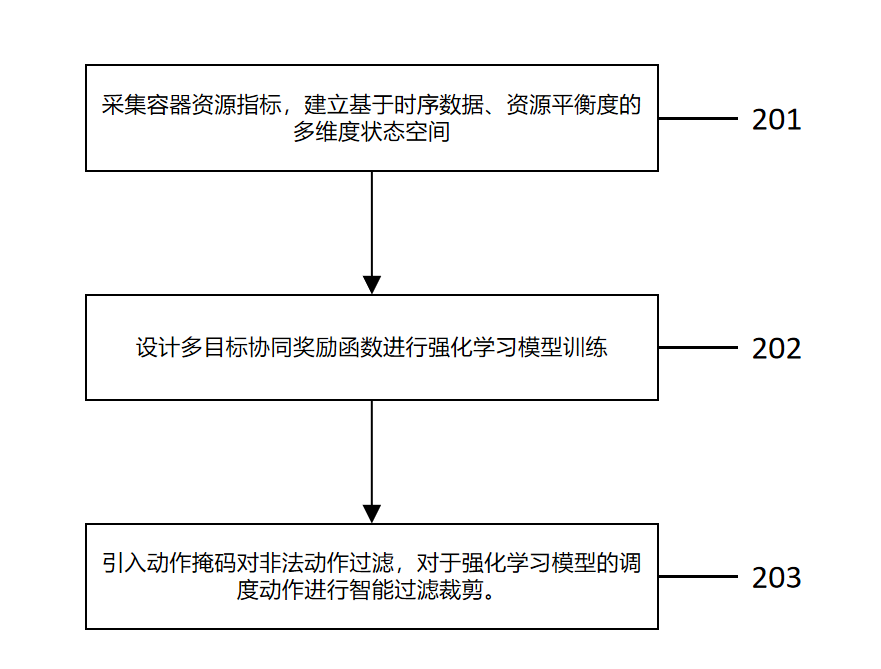 采集容器资源指标，建立基于时序数据、资源平衡度的
多维度状态空间
201
设计多目标协同奖励函数进行强化学习模型训练
202
引入动作掩码对非法动作过滤，对于强化学习模型的调
度动作进行智能过滤裁剪。
203